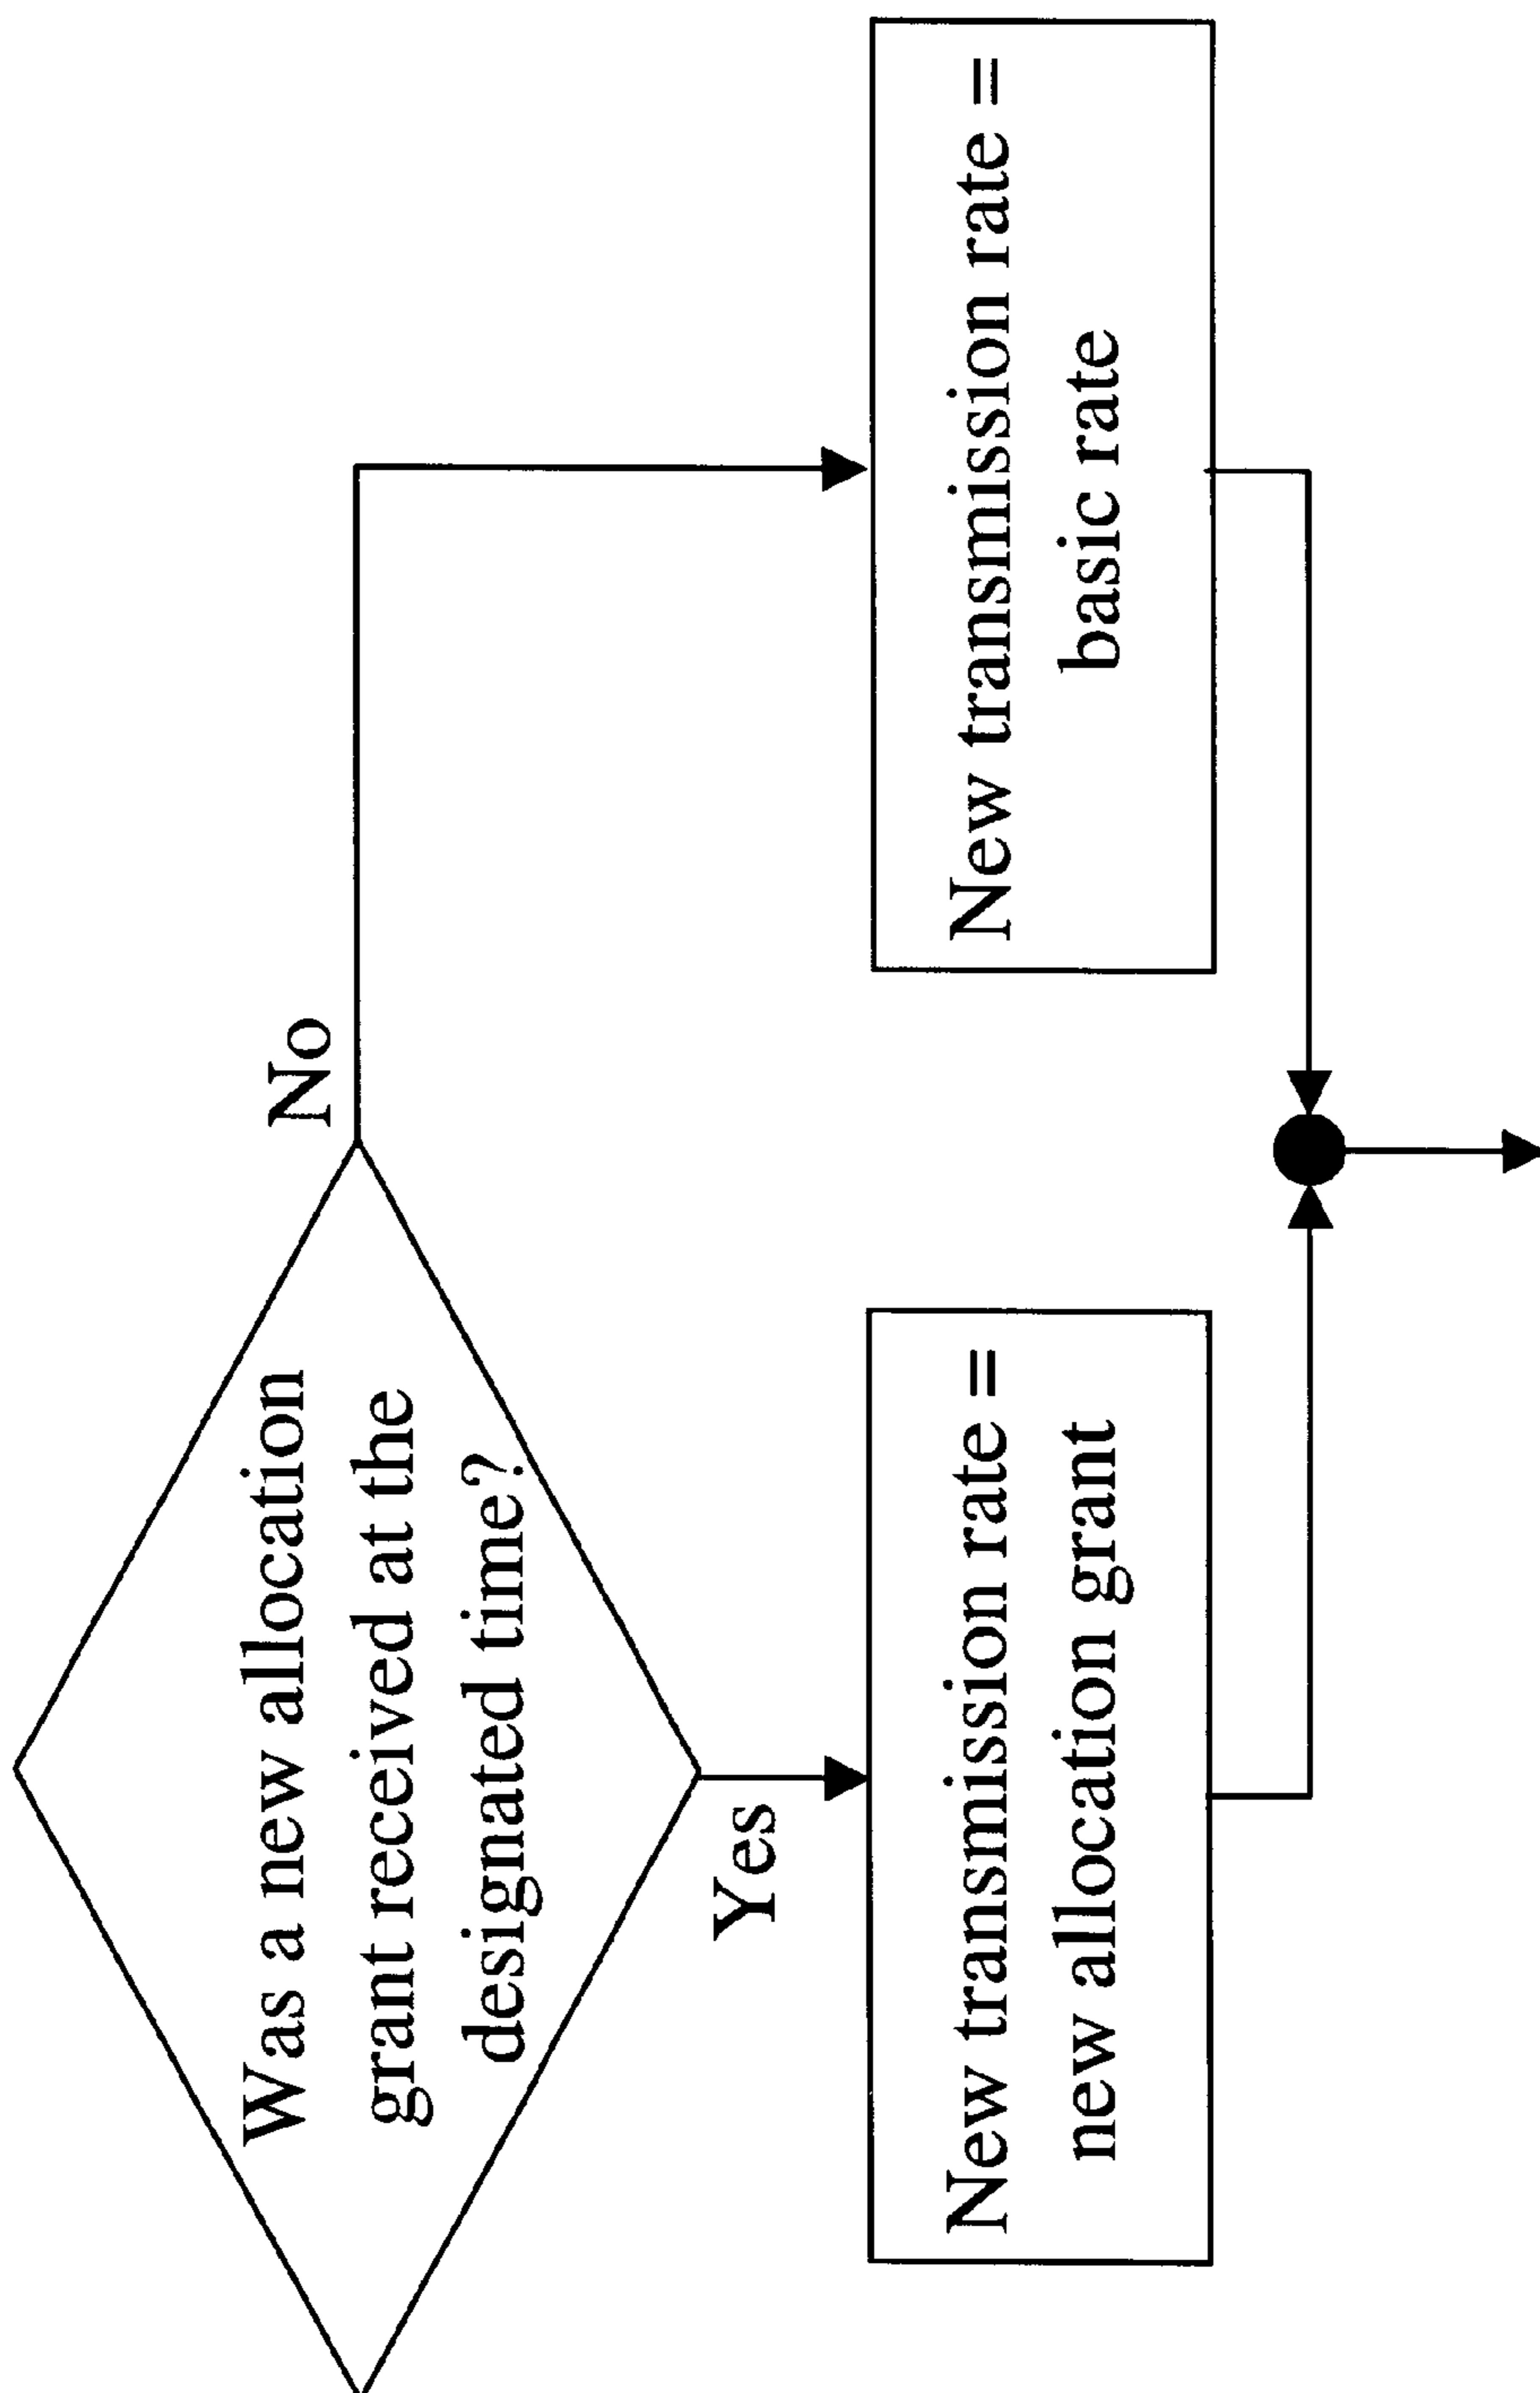 Was a new allocation
grant received at the
designated time?
No
Yes
New transmission rate =
new allocation grant
New transmission rate =
basic rate